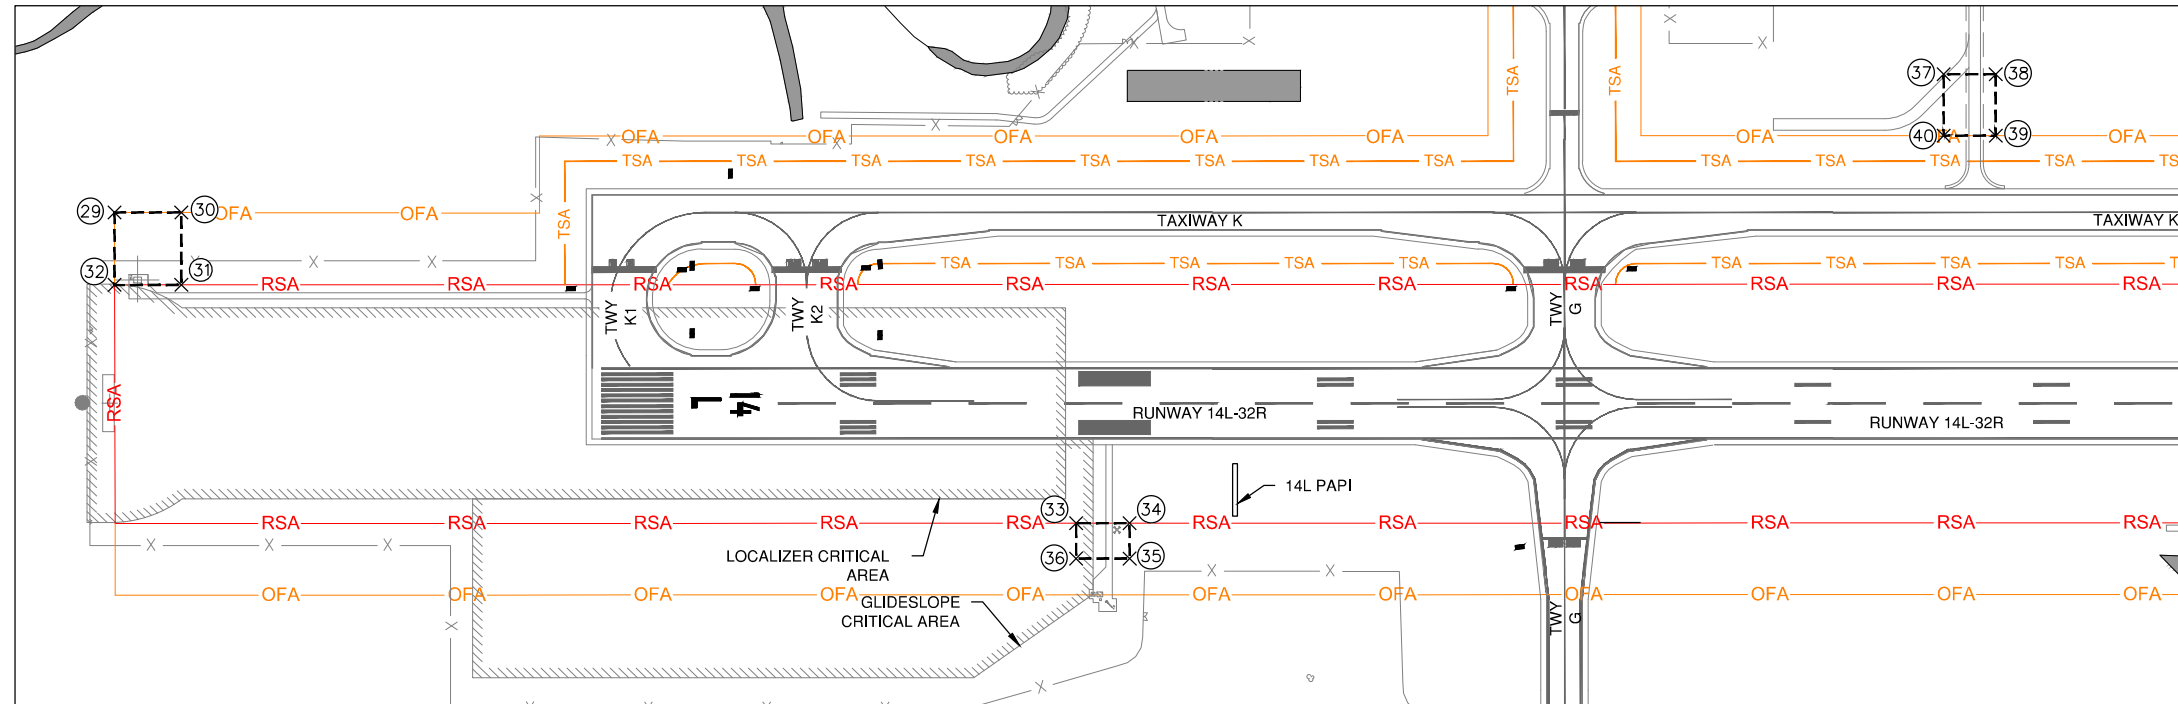 37 38
TSA TSA
OFA OFA OFA OFA OFA OFA 40 OFA 39 OFA
TSA TSA TSA TSA TSA TSA TSA TSA TSA TSA TSA TSA TS
29 30 OFA OFA
TSA
TAXIWAY K TAXIWAY K
32 31
TSA TSA TSA TSA TSA TSA TSA TSA TSA T
RSA RSA RSA RSA RSA RSA RSA RSA RSA RSA RSA
TWY K1
TWY K2
TWY G
RSA
14L
RUNWAY 14L-32R
RUNWAY 14L-32R
14L PAPI
33 34
RSA RSA RSA RSA RSA RSA RSA RSA RSA RSA RSA
36 35
LOCALIZER CRITICAL
AREA
OFA OFA OFA OFA OFA OFA OFA OFA OFA OFA OFA
GLIDESLOPE
CRITICAL AREA
TWY G